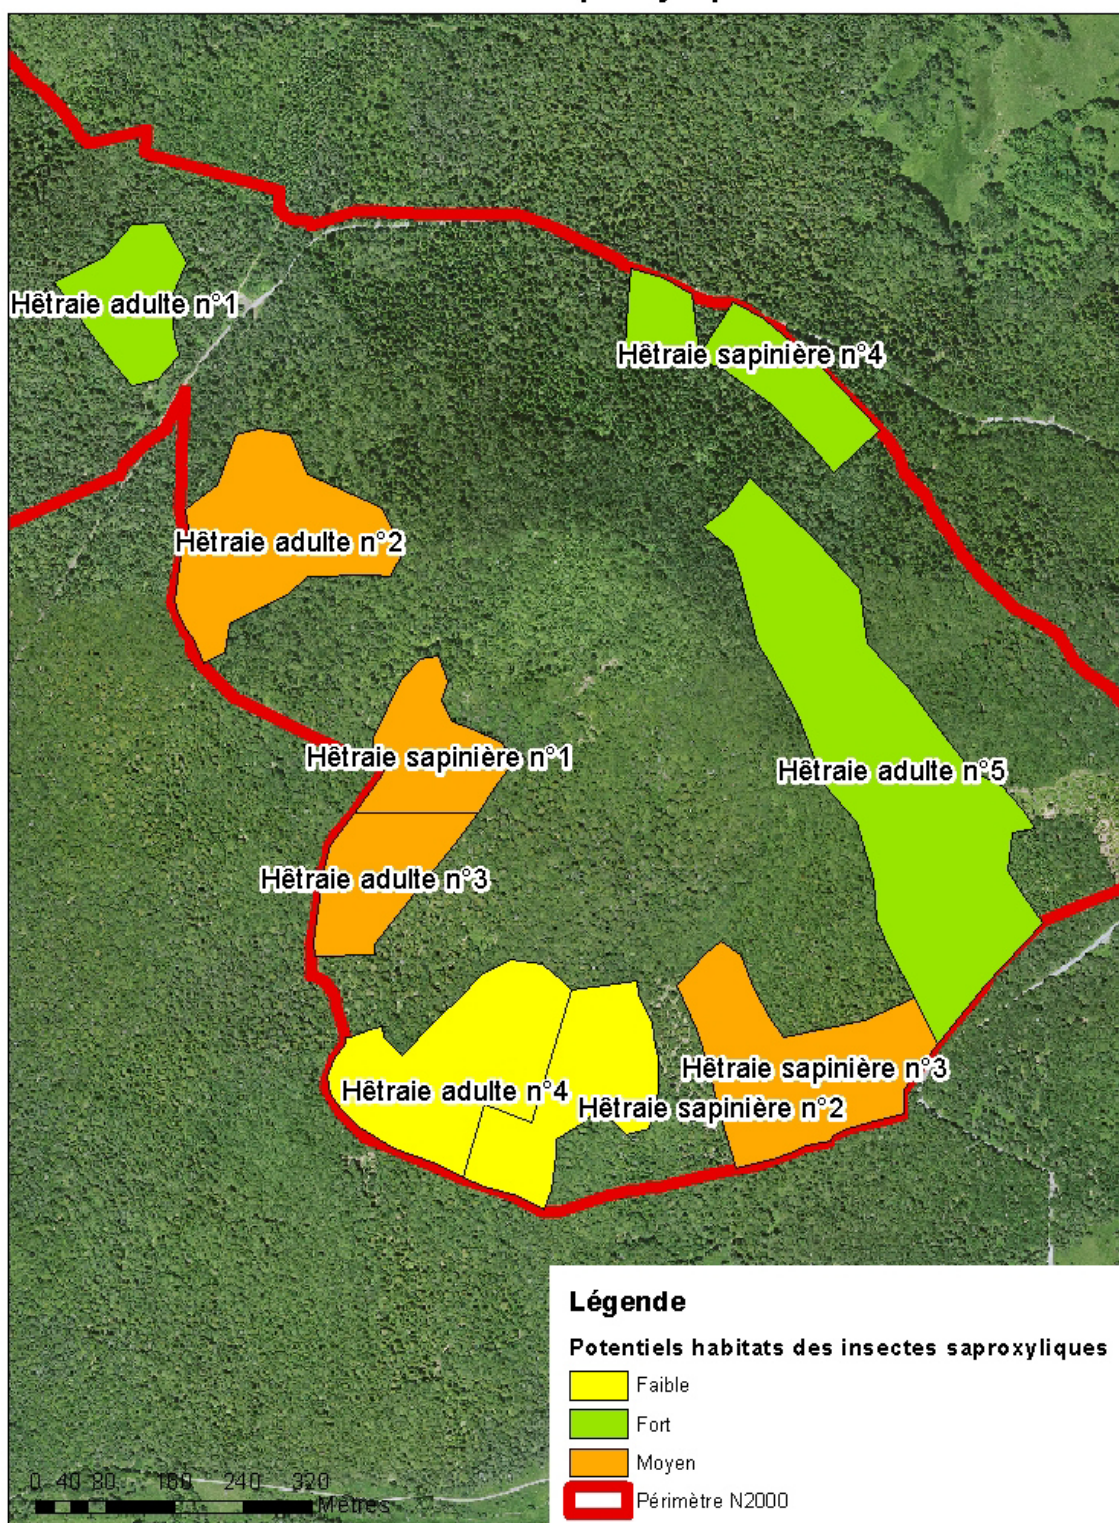 Hêtraie adulte n°1
Hêtraie sapinière n°4
Hêtraie adulte n°2
Hêtraie sapinière n°1
Hêtraie adulte n°5
Hêtraie adulte n°3
Hêtraie sapinière n°3
Hêtraie adulte n°4
Hêtraie sapinière n°2
Légende
Potentiels habitats des insectes saproxyliques
Faible
Fort
Moyen
Périmètre N2000
0 40 80 160 240 320
Mètres